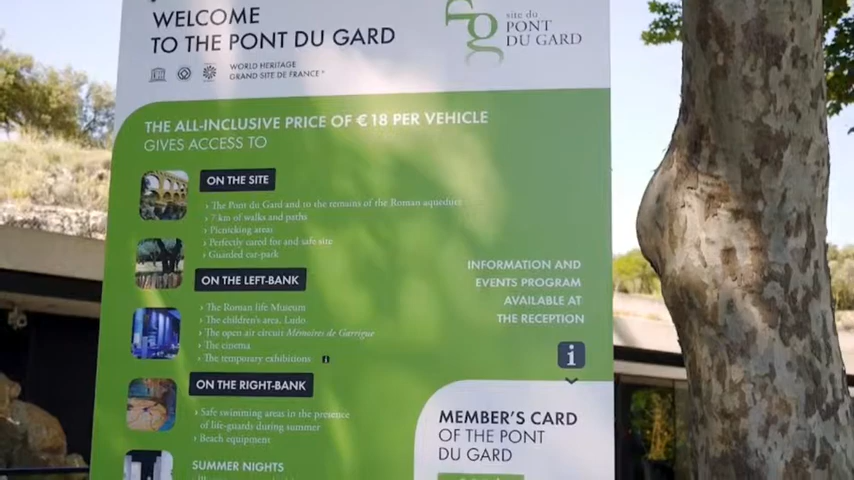 WELCOME
TO THE PONT DU GARD
WORLD HERITAGE
GRAND SITE DE FRANCE
fg
site du
PONT
DU GARD
THE ALL-INCLUSIVE PRICE OF €18 PER VEHICLE
GIVES ACCESS TO
ON THE SITE
› The Pont du Gard and to the remains of the Roman aqueduct
› 7 km of walks and paths
› Picnicking areas
› Perfectly cared for and safe site
› Guarded car-park
ON THE LEFT-BANK
› The Roman life Museum
› The children's area, Ludo
› The open air circuit Mémoires de Garrigue
› The cinema
› The temporary exhibitions i
ON THE RIGHT-BANK
› Safe swimming areas in the presence
of life-guards during summer
› Beach equipment
SUMMER NIGHTS
INFORMATION AND
EVENTS PROGRAM
AVAILABLE AT
THE RECEPTION
i
MEMBER'S CARD
OF THE PONT
DU GARD